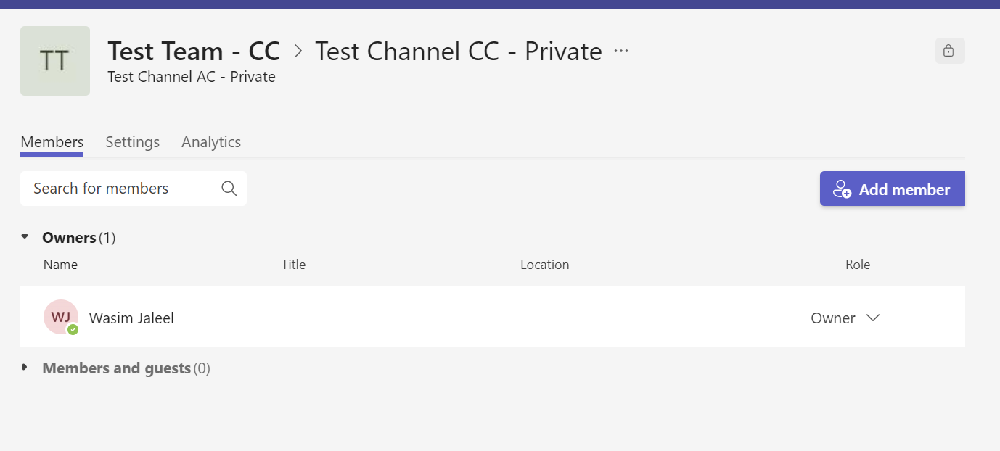 TT
Test Team - CC > Test Channel CC - Private ...
Test Channel AC - Private
Members Settings Analytics
Search for members
Add member
Owners (1)
Name Title Location Role
WJ Wasim Jaleel Owner
Members and guests (0)